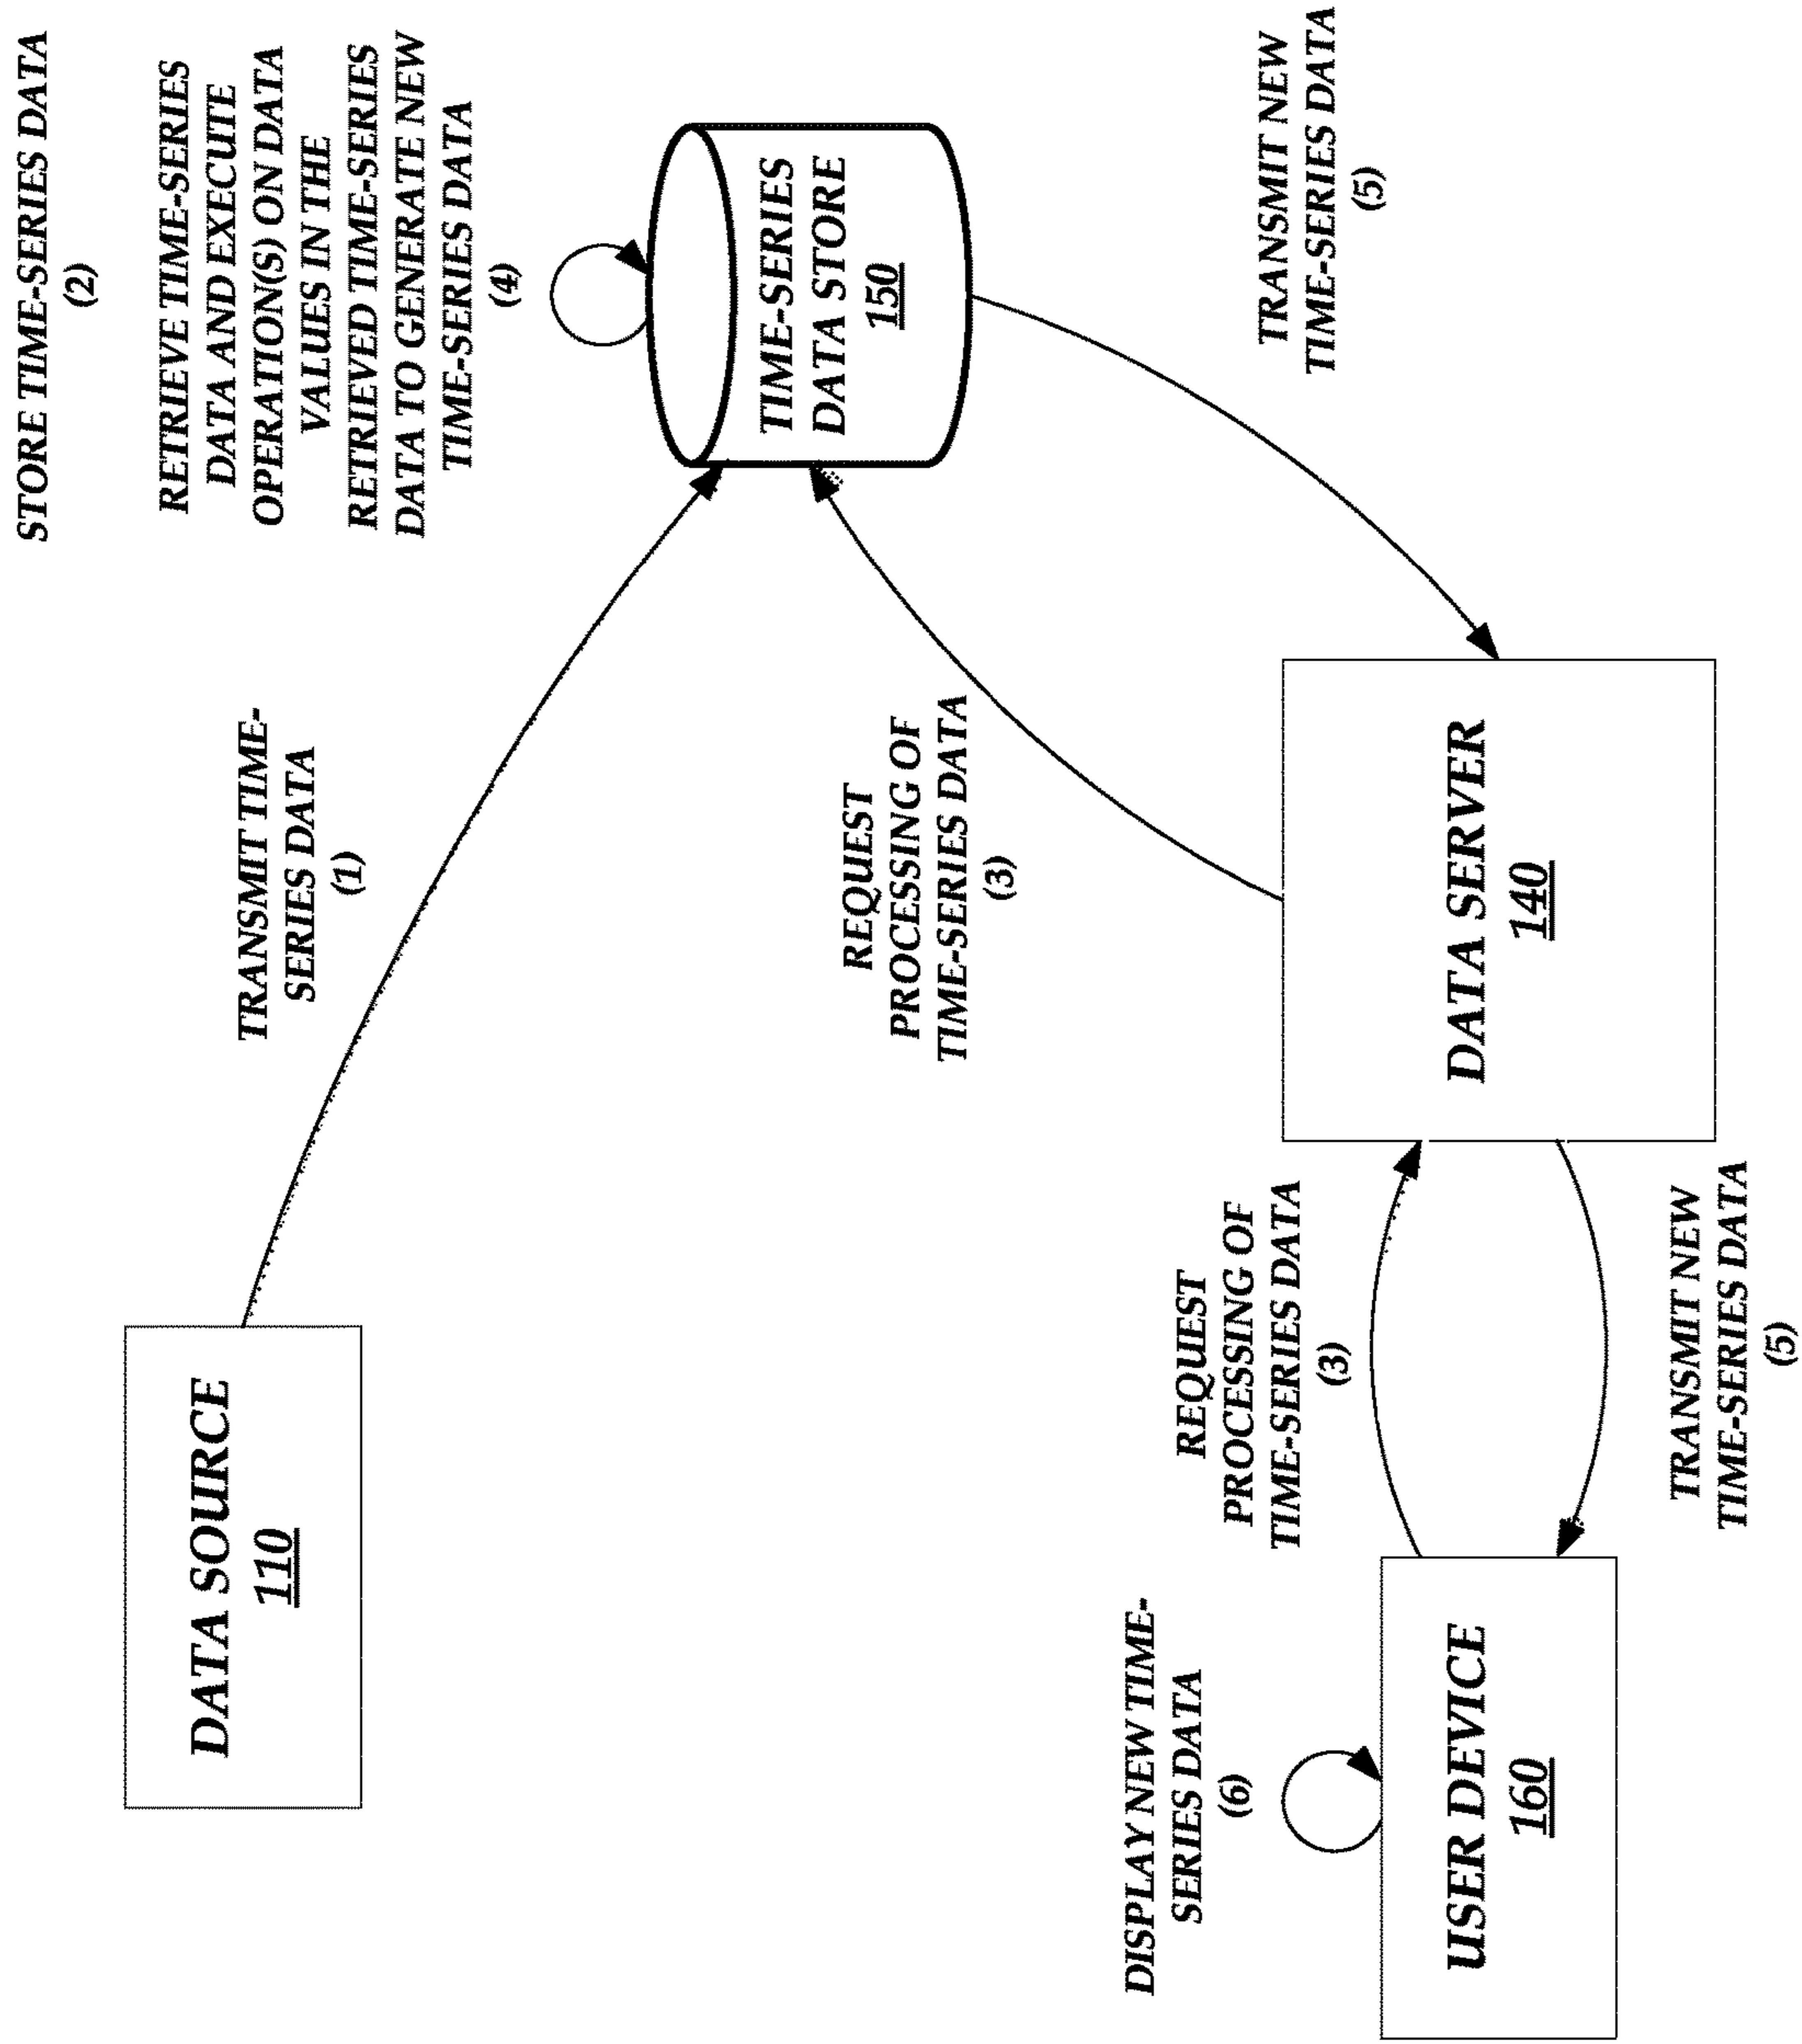 STORE TIME-SERIES DATA
(2)
RETRIEVE TIME-SERIES
DATA AND EXECUTE
OPERATION(S) ON DATA
VALUES IN THE
RETRIEVED TIME-SERIES
DATA TO GENERATE NEW
TIME-SERIES DATA
(4)
TRANSMIT TIME-
SERIES DATA
(1)
DATA SOURCE
110
TIME-SERIES
DATA STORE
150
REQUEST
PROCESSING OF
TIME-SERIES DATA
(3)
TRANSMIT NEW
TIME-SERIES DATA
(5)
DISPLAY NEW TIME-
SERIES DATA
(6)
REQUEST
PROCESSING OF
TIME-SERIES DATA
(3)
DATA SERVER
140
USER DEVICE
160
TRANSMIT NEW
TIME-SERIES DATA
(5)